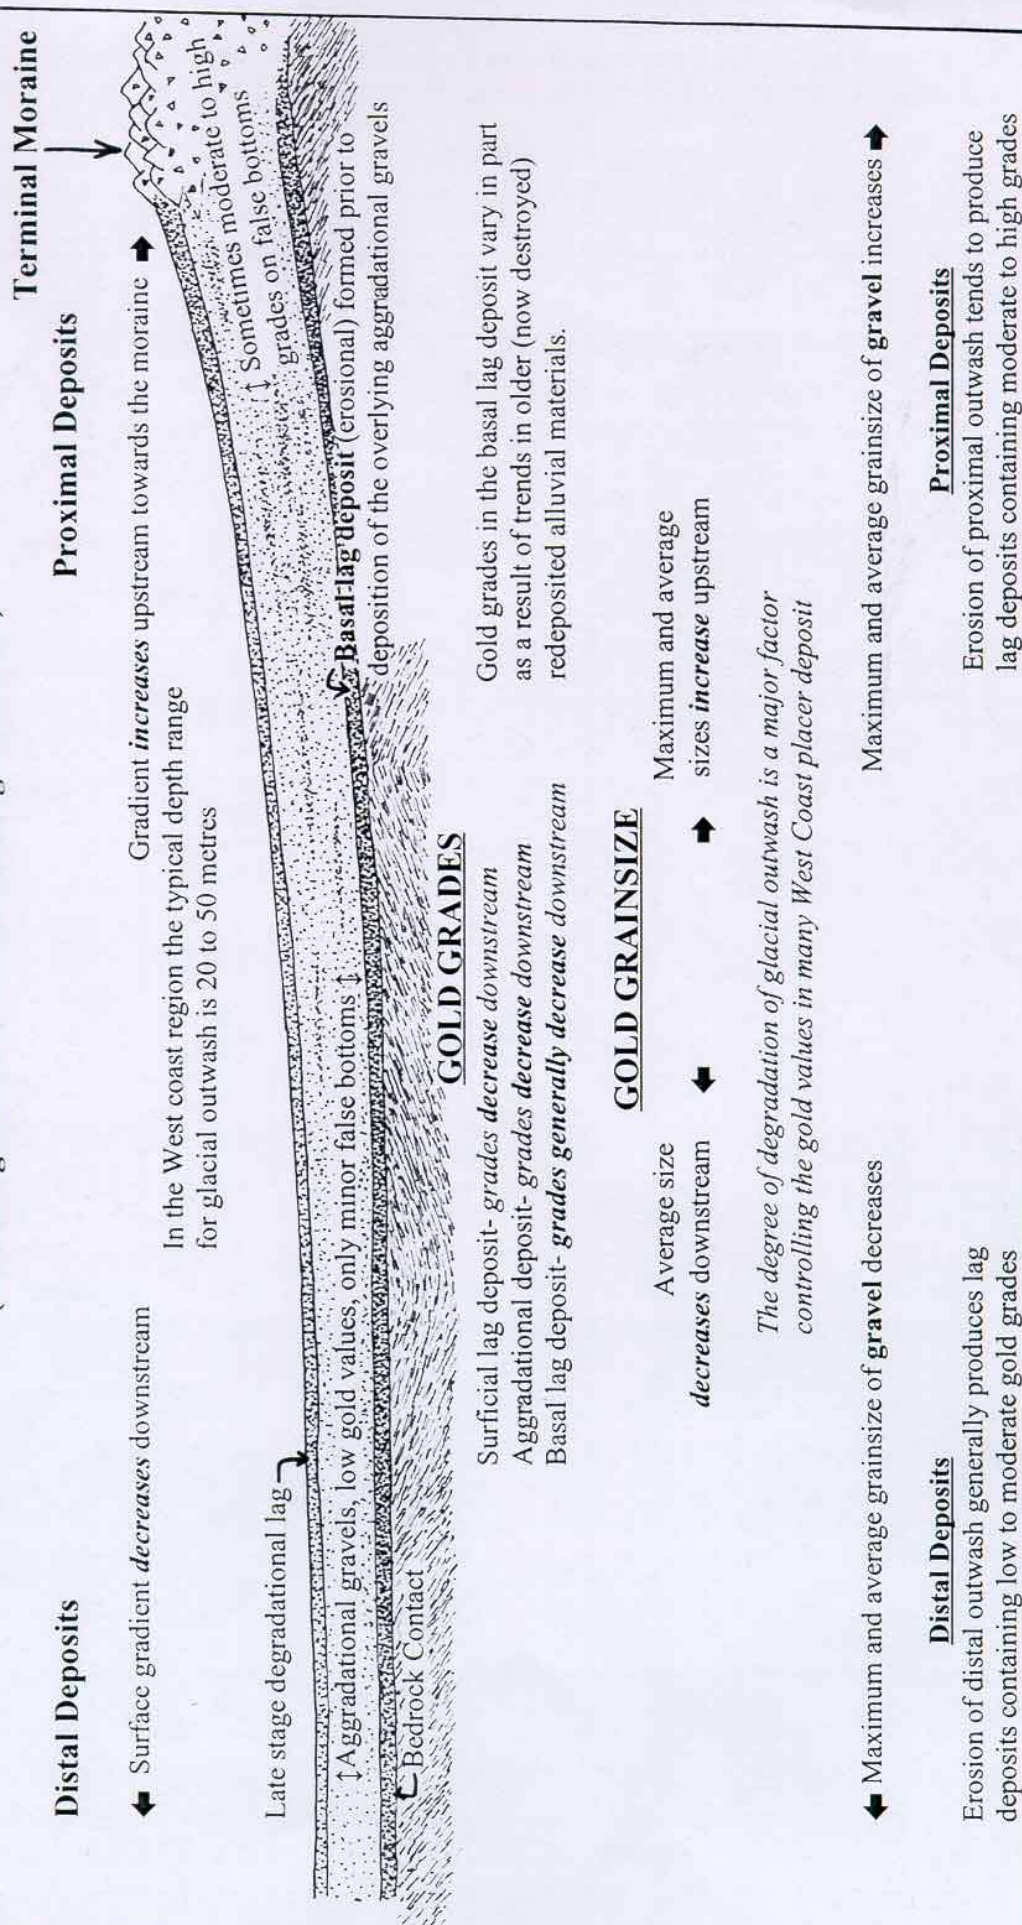 Terminal Moraine
Distal Deposits
Proximal Deposits
Surface gradient decreases downstream
Gradient increases upstream towards the moraine
In the West coast region the typical depth range
for glacial outwash is 20 to 50 metres
Late stage degradational lag
Sometimes moderate to high
grades on false bottoms
Aggradational gravels, low gold values, only minor false bottoms
Basal lag deposit (erosional) formed prior to
deposition of the overlying aggradational gravels
Bedrock Contact
GOLD GRADES
Surficial lag deposit- grades decrease downstream
Aggradational deposit- grades decrease downstream
Basal lag deposit- grades generally decrease downstream
Gold grades in the basal lag deposit vary in part
as a result of trends in older (now destroyed)
redeposited alluvial materials.
GOLD GRAINSIZE
Average size
decreases downstream
Maximum and average
sizes increase upstream
The degree of degradation of glacial outwash is a major factor
controlling the gold values in many West Coast placer deposit
Maximum and average grainsize of gravel decreases
Maximum and average grainsize of gravel increases
Distal Deposits
Erosion of distal outwash generally produces lag
deposits containing low to moderate gold grades
Proximal Deposits
Erosion of proximal outwash tends to produce
lag deposits containing moderate to high grades